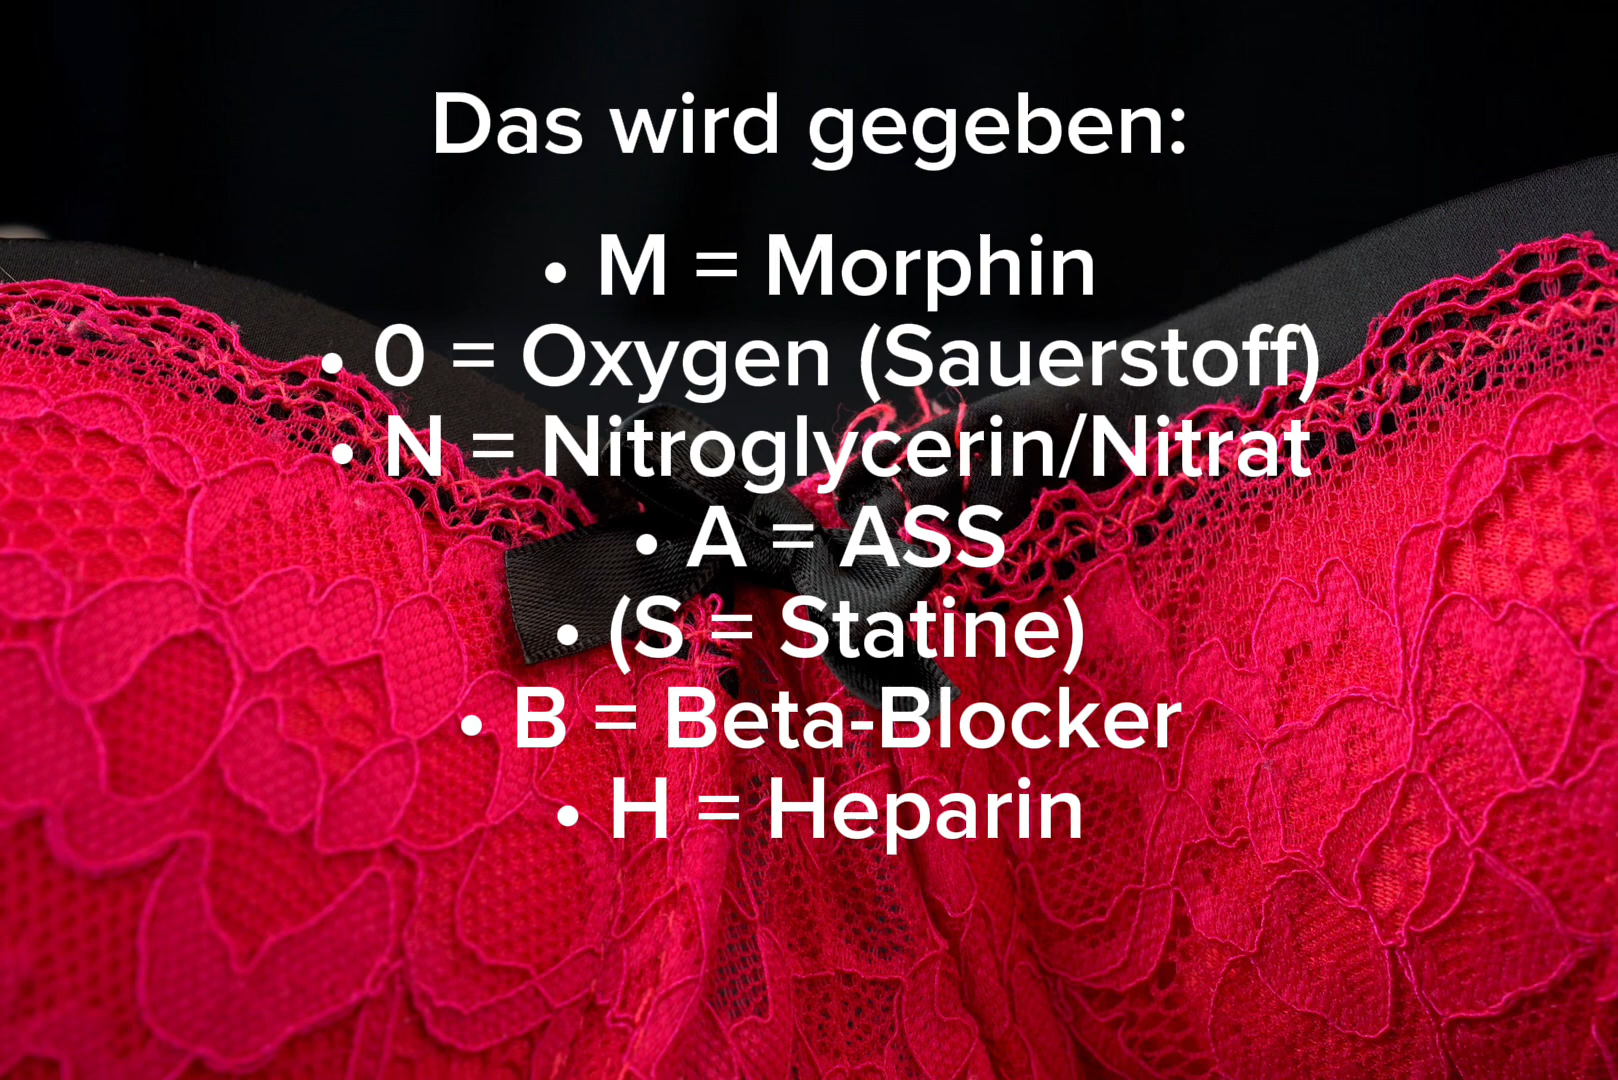 Das wird gegeben:
• M = Morphin
• 0 = Oxygen (Sauerstoff)
• N = Nitroglycerin/Nitrat
• A = ASS
• (S = Statine)
• B = Beta-Blocker
• H = Heparin